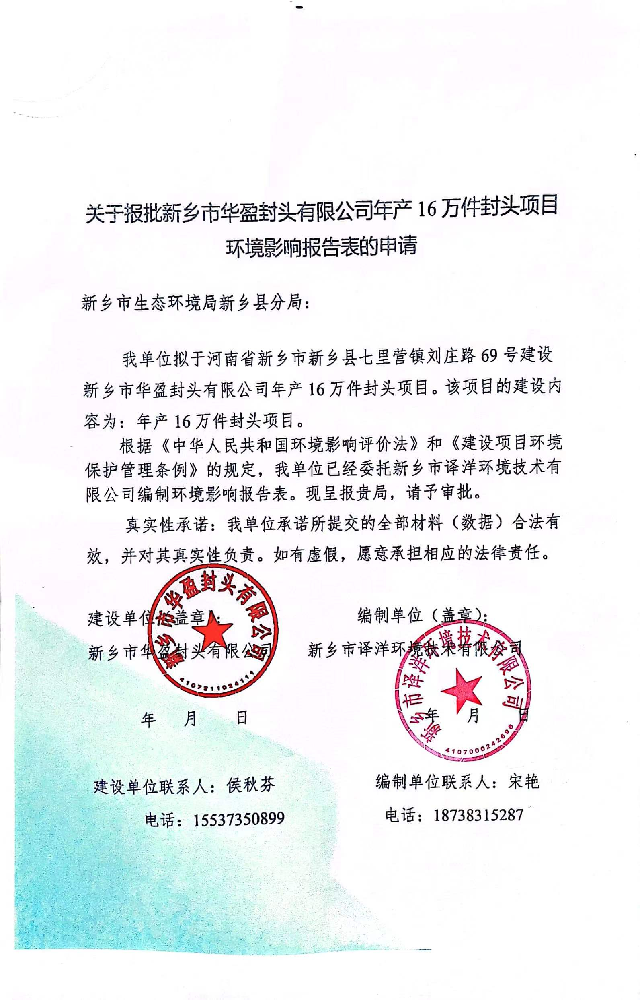 关于报批新乡市华盈封头有限公司年产 16 万件封头项目
环境影响报告表的申请
新乡市生态环境局新乡县分局：
我单位拟于河南省新乡市新乡县七里营镇刘庄路 69 号建设
新乡市华盈封头有限公司年产 16 万件封头项目。该项目的建设内
容为：年产 16 万件封头项目。
根据《中华人民共和国环境影响评价法》和《建设项目环境
保护管理条例》的规定，我单位已经委托新乡市译洋环境技术有
限公司编制环境影响报告表。现呈报贵局，请予审批。
真实性承诺：我单位承诺所提交的全部材料（数据）合法有
效，并对其真实性负责。如有虚假，愿意承担相应的法律责任。
建设单位（盖章）： 编制单位（盖章）：
新乡市华盈封头有限公司 新乡市译洋环境技术有限公司
新乡市华盈封头有限公司
4107211024111
新乡市译洋环境技术有限公司
4107000242696
年 月 日 年 月 日
建设单位联系人：侯秋芬 编制单位联系人：宋艳
电话：15537350899 电话：18738315287